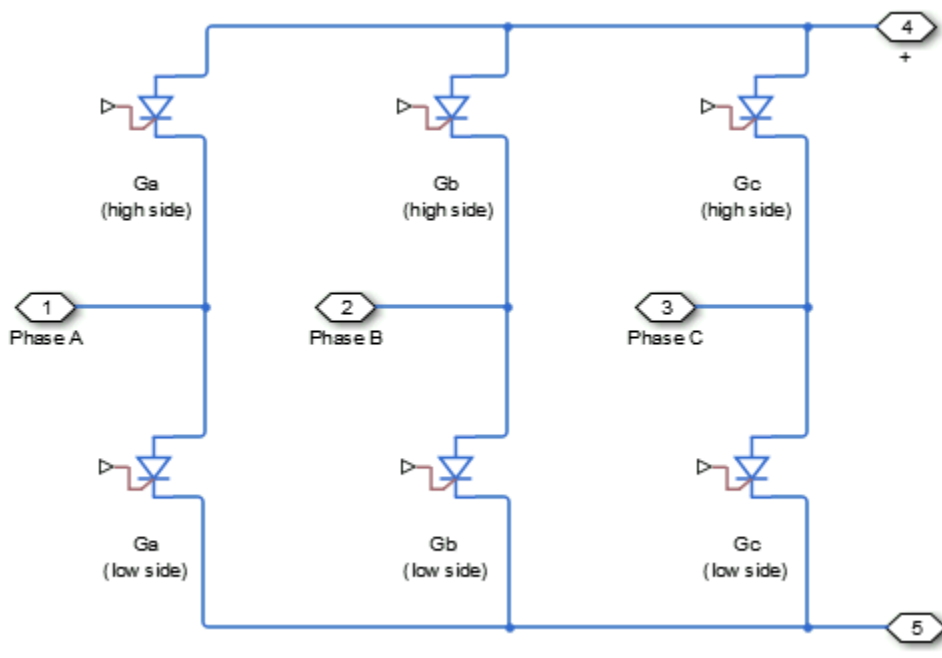 4
+
Ga
(high side)
Gb
(high side)
Gc
(high side)
1
Phase A
2
Phase B
3
Phase C
Ga
(low side)
Gb
(low side)
Gc
(low side)
5